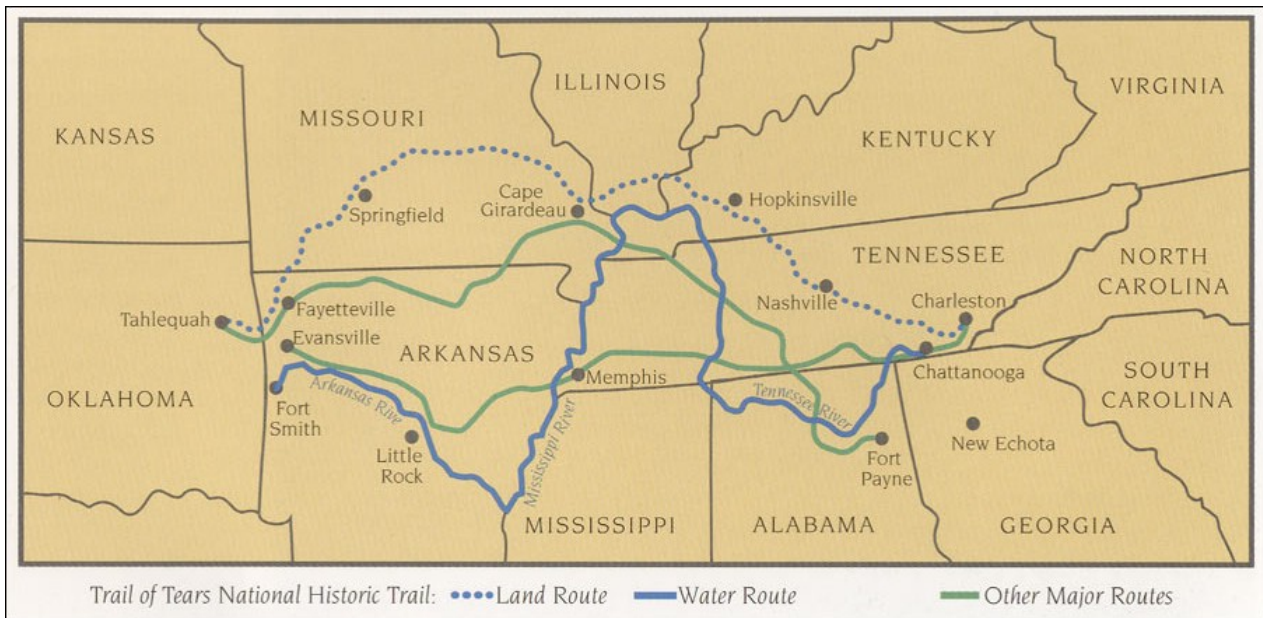 ILLINOIS
VIRGINIA
MISSOURI
KANSAS
KENTUCKY
Cape
Girardeau
Hopkinsville
Springfield
TENNESSEE
NORTH
CAROLINA
Nashville
Charleston
Fayetteville
Tahlequah
Evansville
ARKANSAS
Memphis
Chattanooga
SOUTH
CAROLINA
OKLAHOMA
Arkansas Rive
Fort
Smith
Tennessee River
Mississippi River
New Echota
Little
Rock
Fort
Payne
MISSISSIPPI
ALABAMA
GEORGIA
Trail of Tears National Historic Trail: Land Route Water Route Other Major Routes